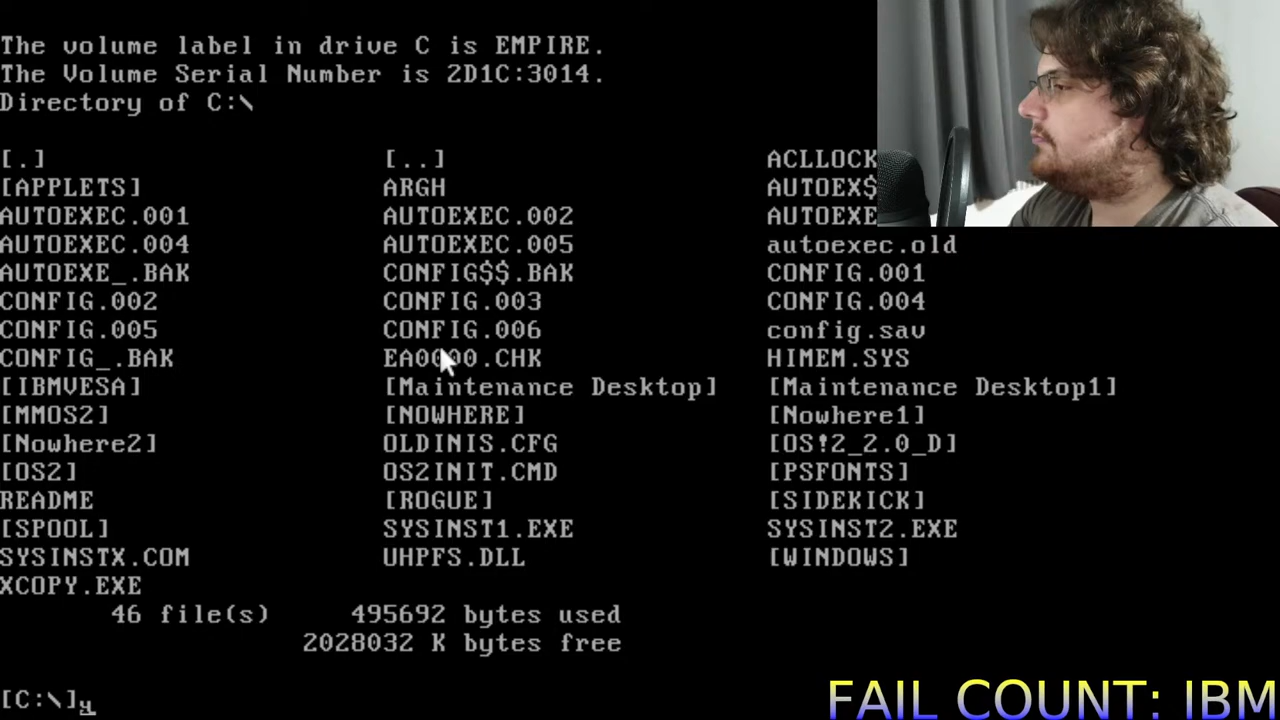 The volume label in drive C is EMPIRE.
The Volume Serial Number is 2D1C:3014.
Directory of C:\
[.] [..] ACLLOCK
[APPLETS] ARGH AUTOEX$
AUTOEXEC.001 AUTOEXEC.002 AUTOEXE
AUTOEXEC.004 AUTOEXEC.005 autoexec.old
AUTOEXE_.BAK CONFIG$$.BAK CONFIG.001
CONFIG.002 CONFIG.003 CONFIG.004
CONFIG.005 CONFIG.006 config.sav
CONFIG_.BAK EA0000.CHK HIMEM.SYS
[IBMVESA] [Maintenance Desktop] [Maintenance Desktop1]
[MMOS2] [NOWHERE] [Nowhere1]
[Nowhere2] OLDINIS.CFG [OS!2_2.0_D]
[OS2] OS2INIT.CMD [PSFONTS]
README [ROGUE] [SIDEKICK]
[SPOOL] SYSINST1.EXE SYSINST2.EXE
SYSINSTX.COM UHPFS.DLL [WINDOWS]
XCOPY.EXE
46 file(s) 495692 bytes used
2028032 K bytes free
[C:\]y
FAIL COUNT: IBM